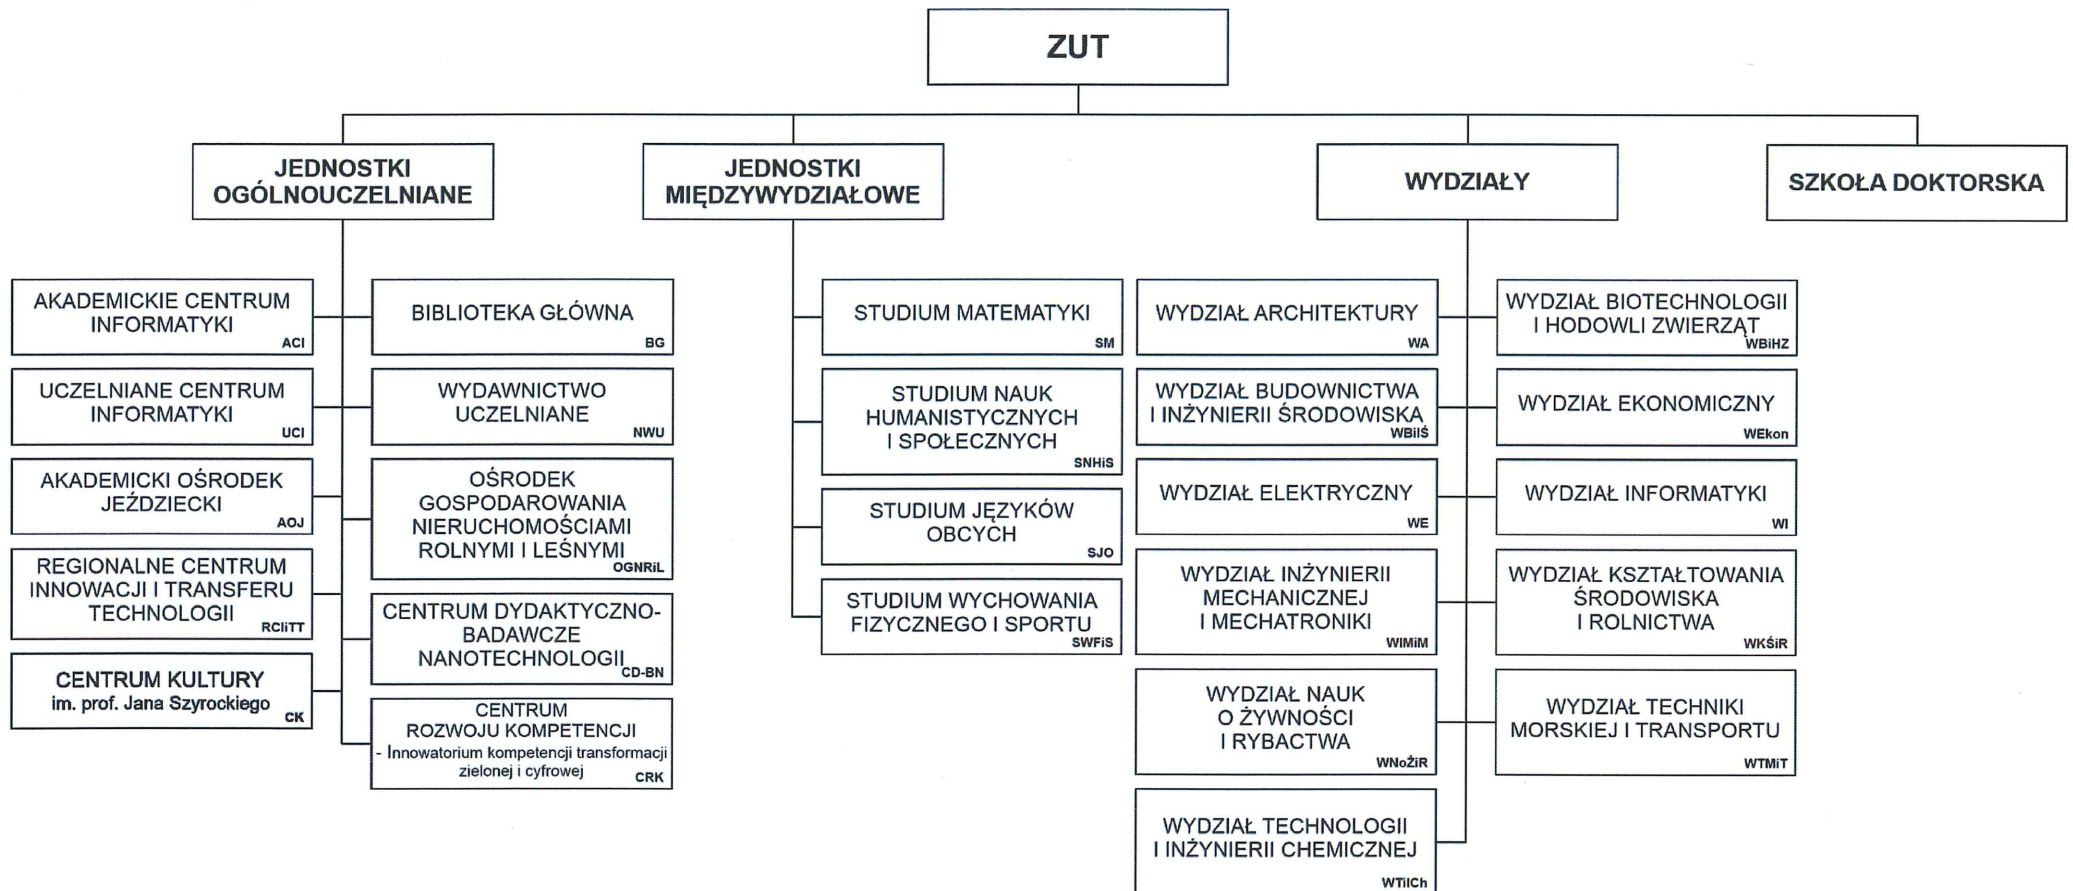 ZUT
JEDNOSTKI
OGÓLNOUCZELNIANE
JEDNOSTKI
MIĘDZYWYDZIAŁOWE
WYDZIAŁY
SZKOŁA DOKTORSKA
AKADEMICKIE CENTRUM
INFORMATYKI
ACI
UCZELNIANE CENTRUM
INFORMATYKI
UCI
AKADEMICKI OŚRODEK
JEŹDZIECKI
AOJ
REGIONALNE CENTRUM
INNOWACJI I TRANSFERU
TECHNOLOGII
RCIiTT
CENTRUM KULTURY
im. prof. Jana Szyrockiego
CK
BIBLIOTEKA GŁÓWNA
BG
WYDAWNICTWO
UCZELNIANE
NWU
OŚRODEK
GOSPODAROWANIA
NIERUCHOMOŚCIAMI
ROLNYMI I LEŚNYMI
OGNRiL
CENTRUM DYDAKTYCZNO-
BADAWCZE
NANOTECHNOLOGII
CD-BN
CENTRUM
ROZWOJU KOMPETENCJI
- Innowatorium kompetencji transformacji
zielonej i cyfrowej
CRK
STUDIUM MATEMATYKI
SM
STUDIUM NAUK
HUMANISTYCZNYCH
I SPOŁECZNYCH
SNHiS
STUDIUM JĘZYKÓW
OBCYCH
SJO
STUDIUM WYCHOWANIA
FIZYCZNEGO I SPORTU
SWFiS
WYDZIAŁ ARCHITEKTURY
WA
WYDZIAŁ BUDOWNICTWA
I INŻYNIERII ŚRODOWISKA
WBiIŚ
WYDZIAŁ ELEKTRYCZNY
WE
WYDZIAŁ INŻYNIERII
MECHANICZNEJ
I MECHATRONIKI
WIMiM
WYDZIAŁ NAUK
O ŻYWNOŚCI
I RYBACTWA
WNoŻiR
WYDZIAŁ TECHNOLOGII
I INŻYNIERII CHEMICZNEJ
WTiICh
WYDZIAŁ BIOTECHNOLOGII
I HODOWLI ZWIERZĄT
WBiHZ
WYDZIAŁ EKONOMICZNY
WEkon
WYDZIAŁ INFORMATYKI
WI
WYDZIAŁ KSZTAŁTOWANIA
ŚRODOWISKA
I ROLNICTWA
WKŚiR
WYDZIAŁ TECHNIKI
MORSKIEJ I TRANSPORTU
WTMiT